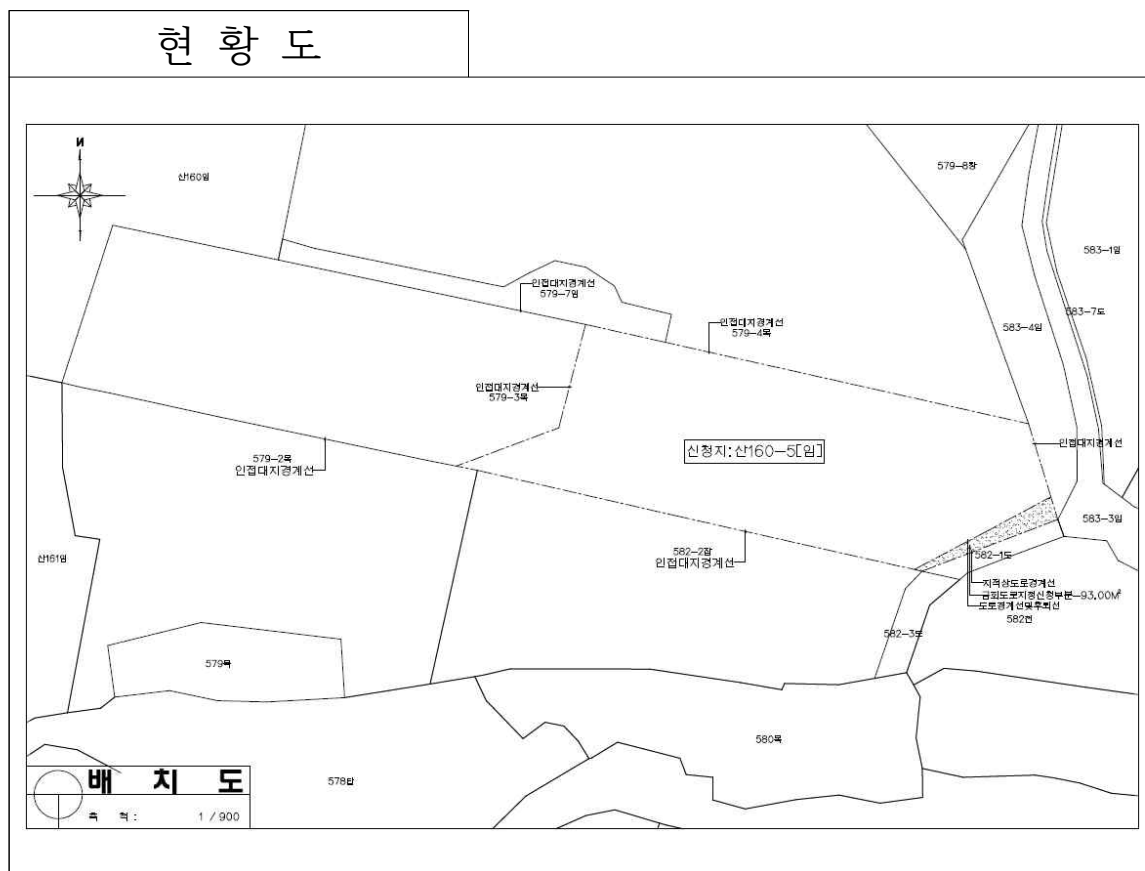 현 황 도
N
산160임
579-8창
583-1임
인접대지경계선
579-7임
인접대지경계선
579-4목
583-7도
583-4임
인접대지경계선
579-3목
인접대지경계선
신청지:산160-5[임]
579-2목
인접대지경계선
583-3임
산161임
582-2잡
인접대지경계선
582-1도
지적상도로경계선
금회도로지정신청부분-93.00M²
도로경계선및후퇴선
582전
582-3도
579목
580목
578답
배 치 도
축 척 : 1 / 900